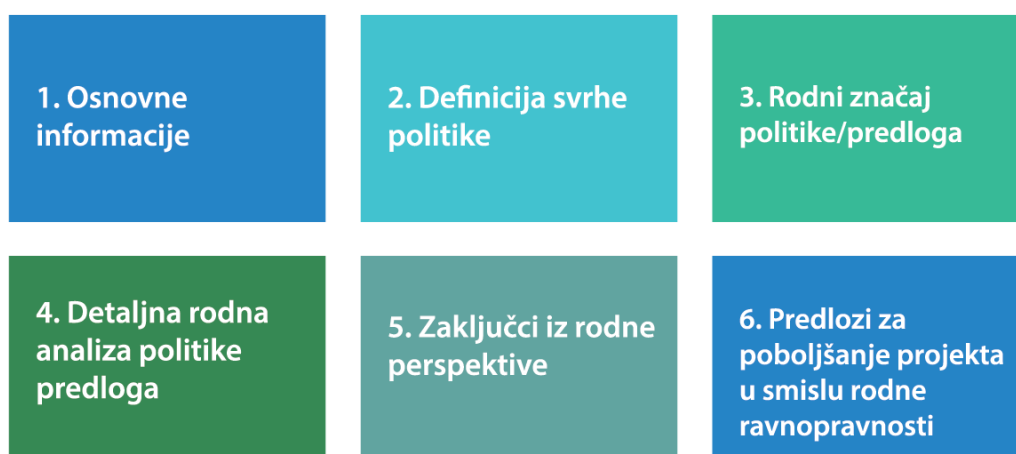 1. Osnovne
informacije
2. Definicija svrhe
politike
3. Rodni značaj
politike/predloga
4. Detaljna rodna
analiza politike
predloga
5. Zaključci iz rodne
perspektive
6. Predlozi za
poboljšanje projekta
u smislu rodne
ravnopravnosti